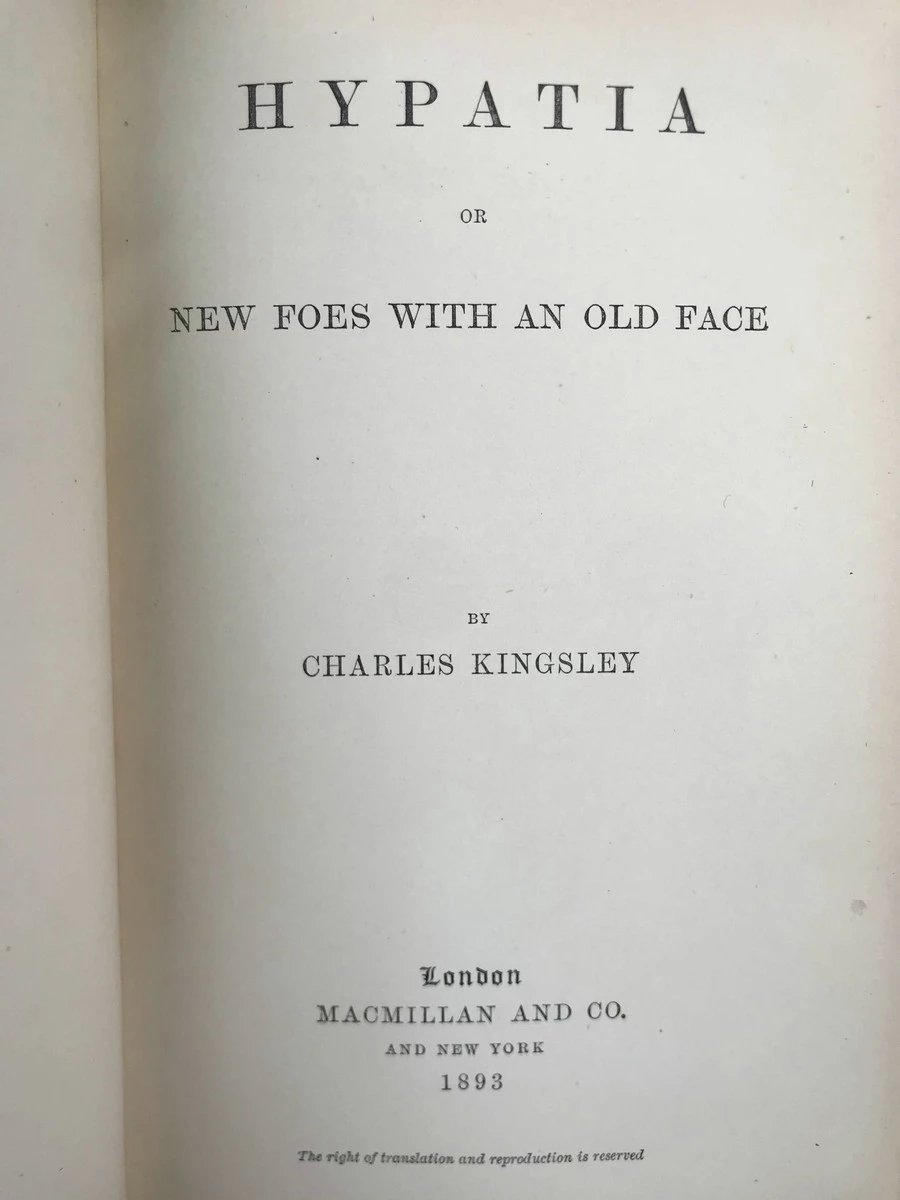 HYPATIA
OR
NEW FOES WITH AN OLD FACE
BY
CHARLES KINGSLEY
London
MACMILLAN AND CO.
AND NEW YORK
1893
The right of translation and reproduction is reserved